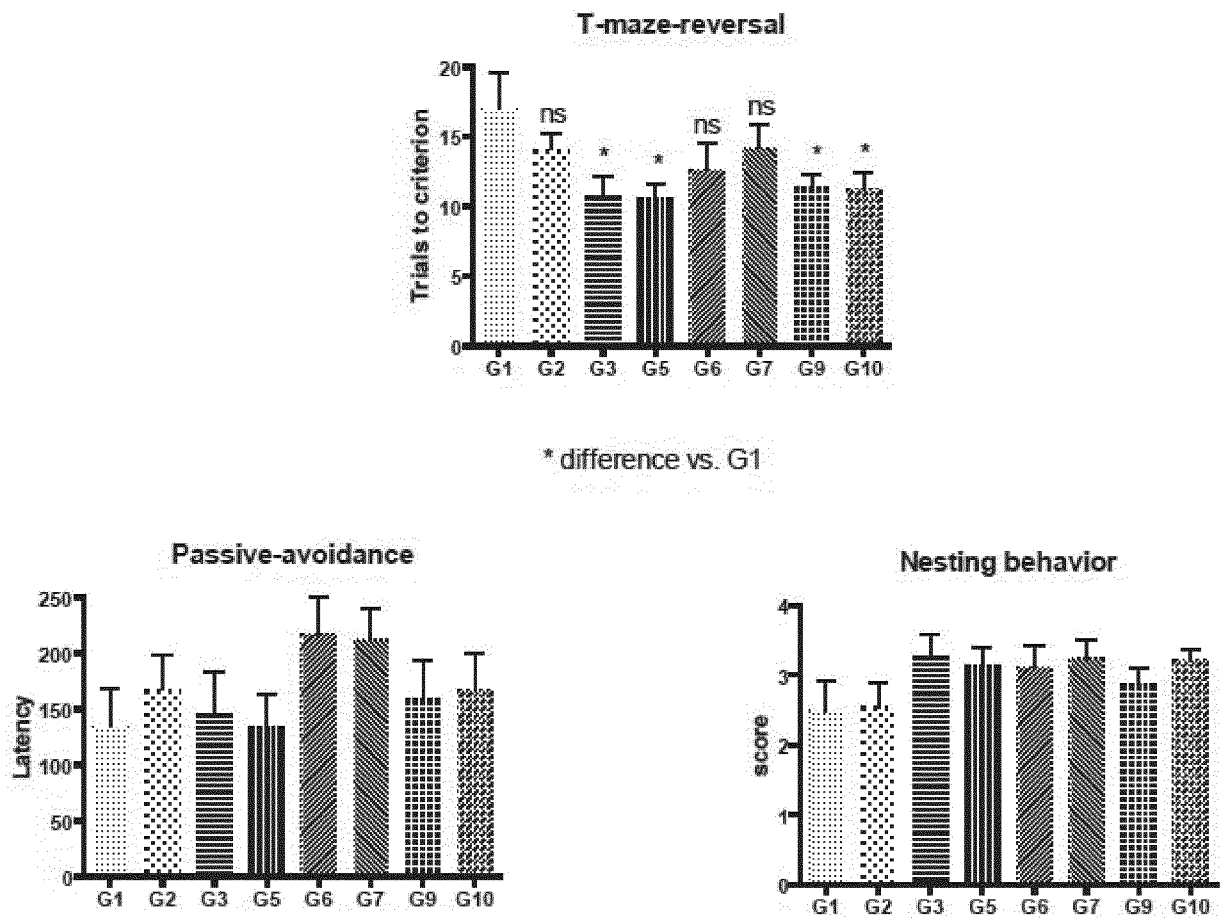 T-maze-reversal
Trials to criterion
20
15
10
5
0
ns
*
*
ns
ns
*
*
G1 G2 G3 G5 G6 G7 G9 G10
* difference vs. G1
Passive-avoidance
Latency
250
200
150
100
50
0
G1 G2 G3 G5 G6 G7 G9 G10
Nesting behavior
score
4
3
2
1
0
G1 G2 G3 G5 G6 G7 G9 G10